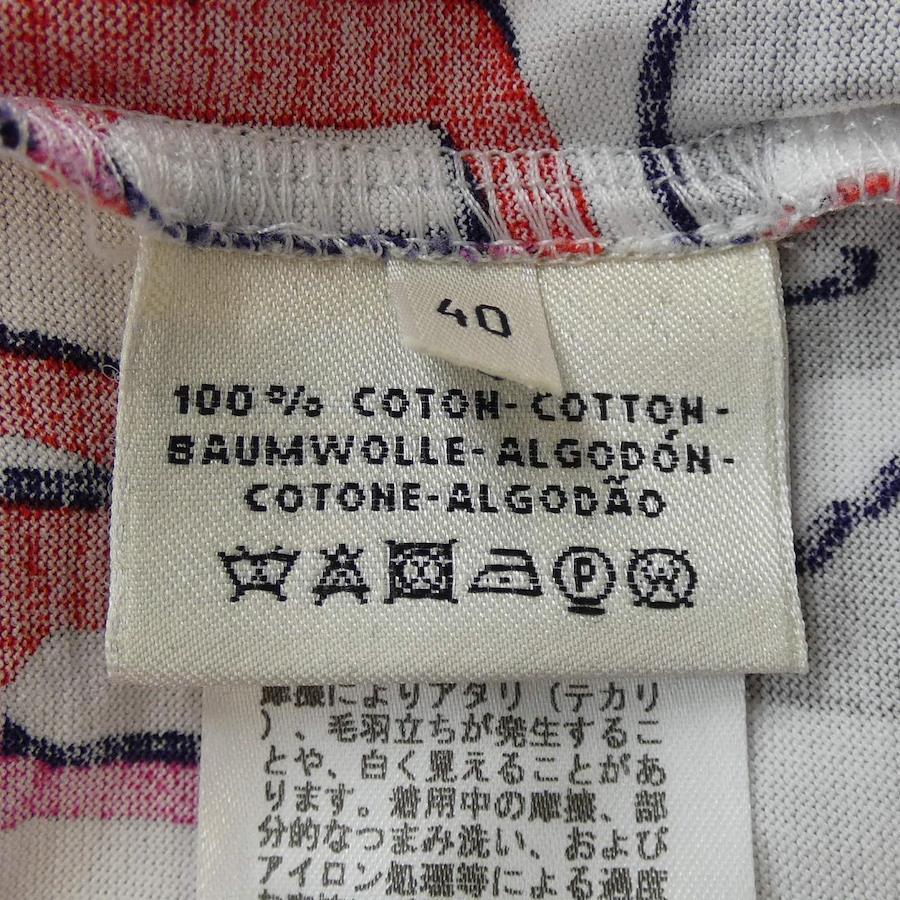 40
100% COTON-COTTON-
BAUMWOLLE-ALGODÓN-
COTONE-ALGODÃO
P W
摩擦によりアタリ（テカリ
）、毛羽立ちが発生するこ
とや、白く見えることがあ
ります。着用中の摩擦、部
分的なつまみ洗い、および
アイロン処理等による過度